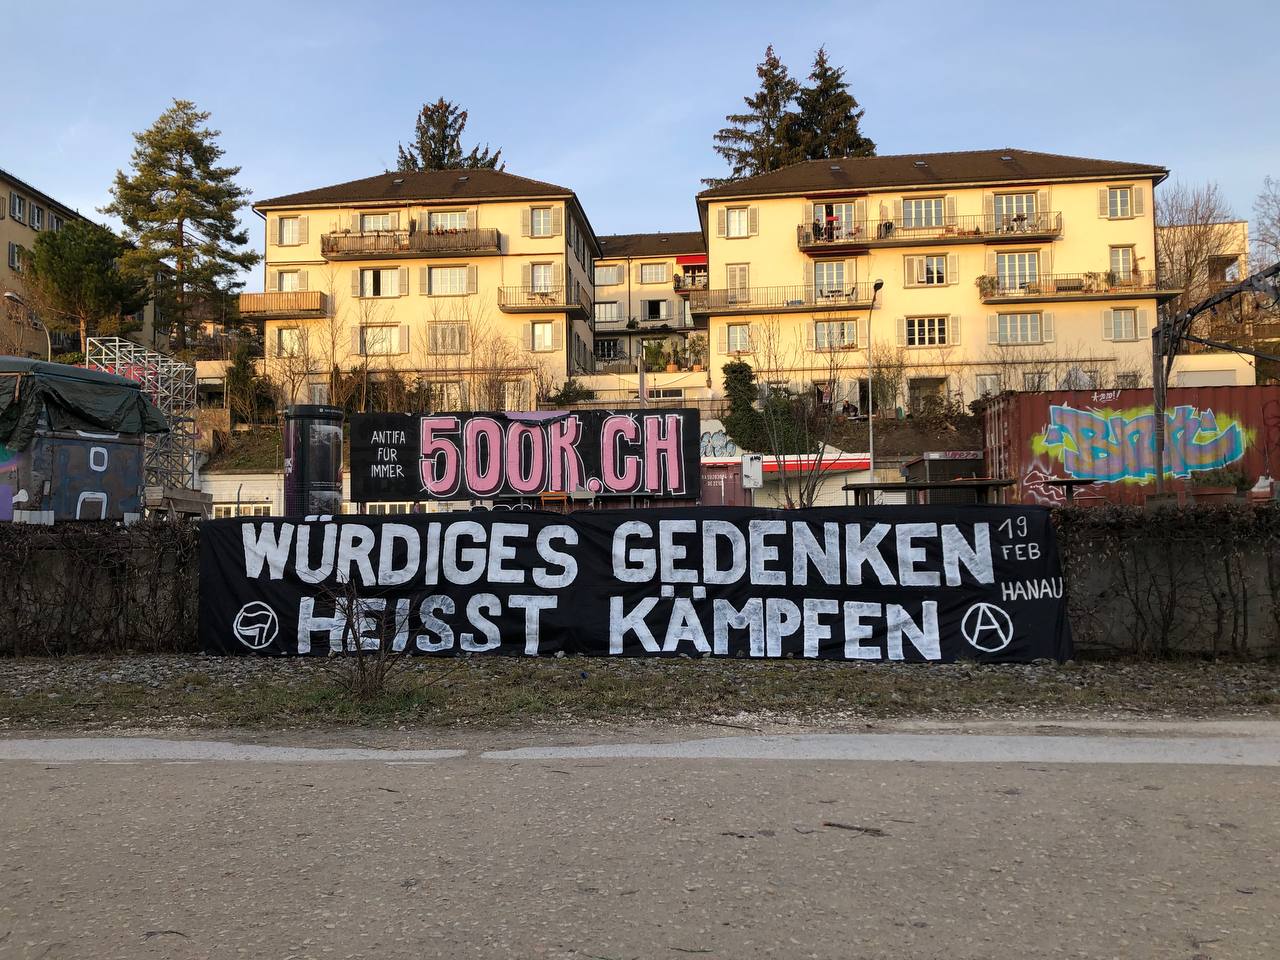 ANTIFA
FÜR
IMMER
500K.CH
WÜRDIGES GEDENKEN
HEISST KÄMPFEN
19
FEB
HANAU
A